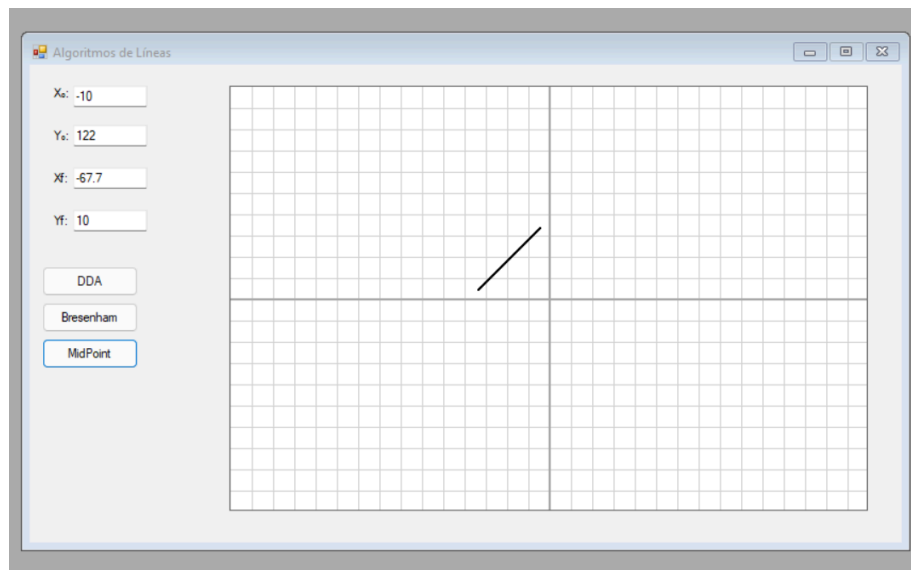 Algoritmos de Líneas
X₀: -10
Y₀: 122
Xf: -67.7
Yf: 10
DDA
Bresenham
MidPoint